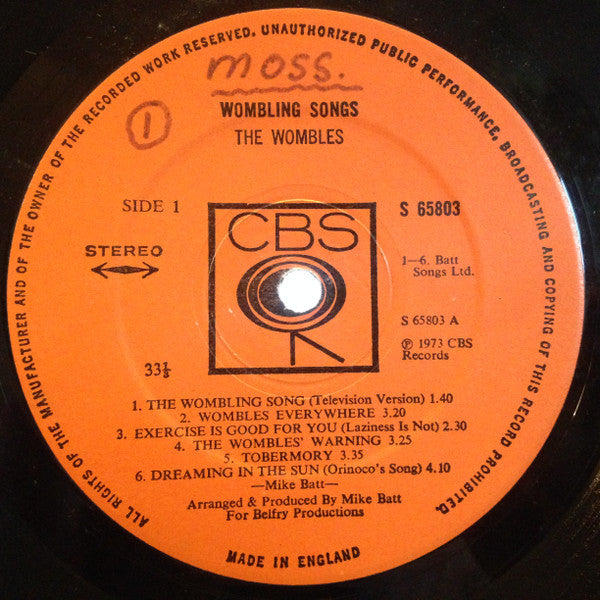 ALL RIGHTS OF THE MANUFACTURER AND OF THE OWNER OF THE RECORDED WORK RESERVED. UNAUTHORIZED PUBLIC PERFORMANCE, BROADCASTING AND COPYING OF THIS RECORD PROHIBITED.
moss.
1
WOMBLING SONGS
THE WOMBLES
SIDE 1
S 65803
STEREO
CBS
1—6. Batt
Songs Ltd.
S 65803 A
℗ 1973 CBS
Records
33⅓
1. THE WOMBLING SONG (Television Version) 1.40
2. WOMBLES EVERYWHERE 3.20
3. EXERCISE IS GOOD FOR YOU (Laziness Is Not) 2.30
4. THE WOMBLES' WARNING 3.25
5. TOBERMORY 3.35
6. DREAMING IN THE SUN (Orinoco's Song) 4.10
—Mike Batt—
Arranged & Produced By Mike Batt
For Belfry Productions
MADE IN ENGLAND